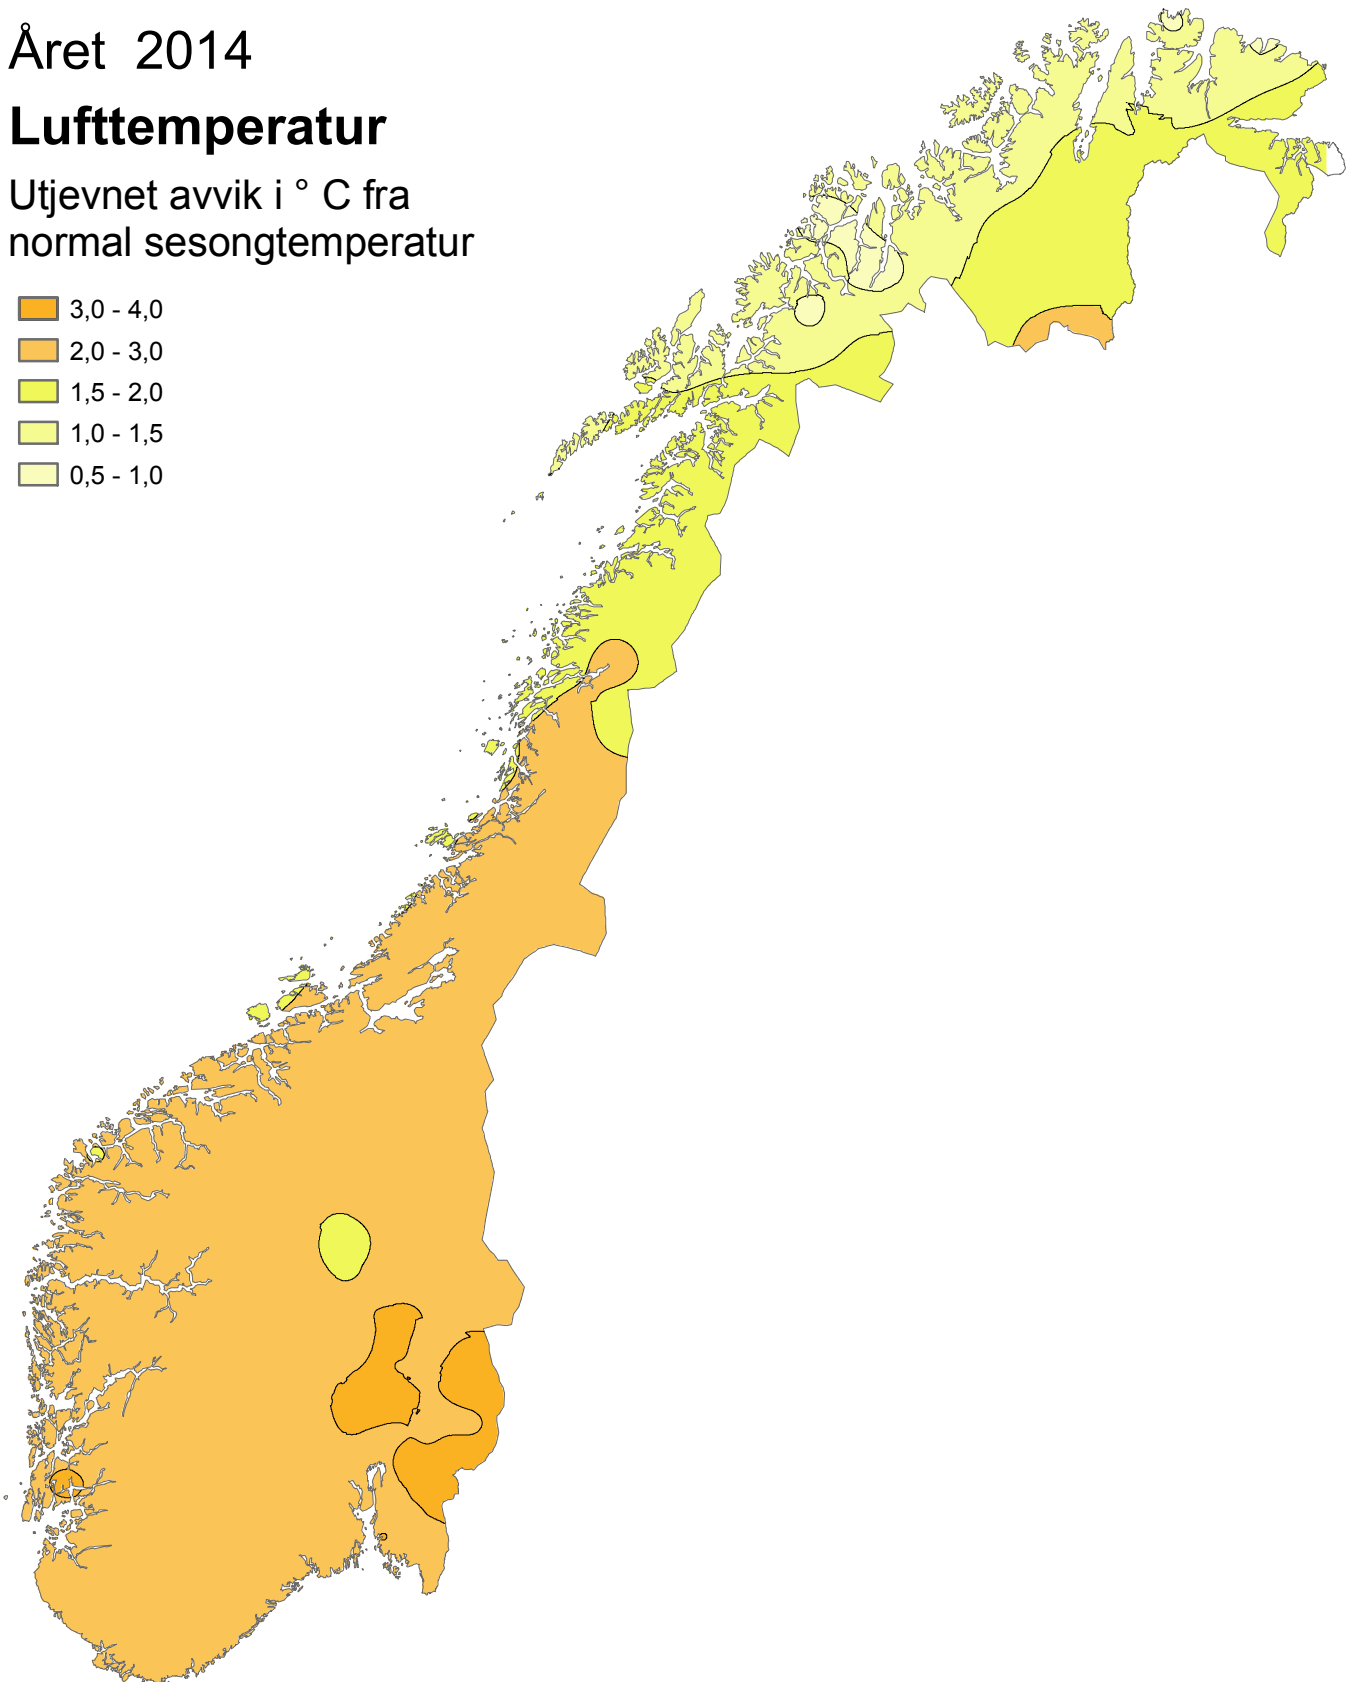 Året 2014
Lufttemperatur
Utjevnet avvik i ° C fra
normal sesongtemperatur
3,0 - 4,0
2,0 - 3,0
1,5 - 2,0
1,0 - 1,5
0,5 - 1,0